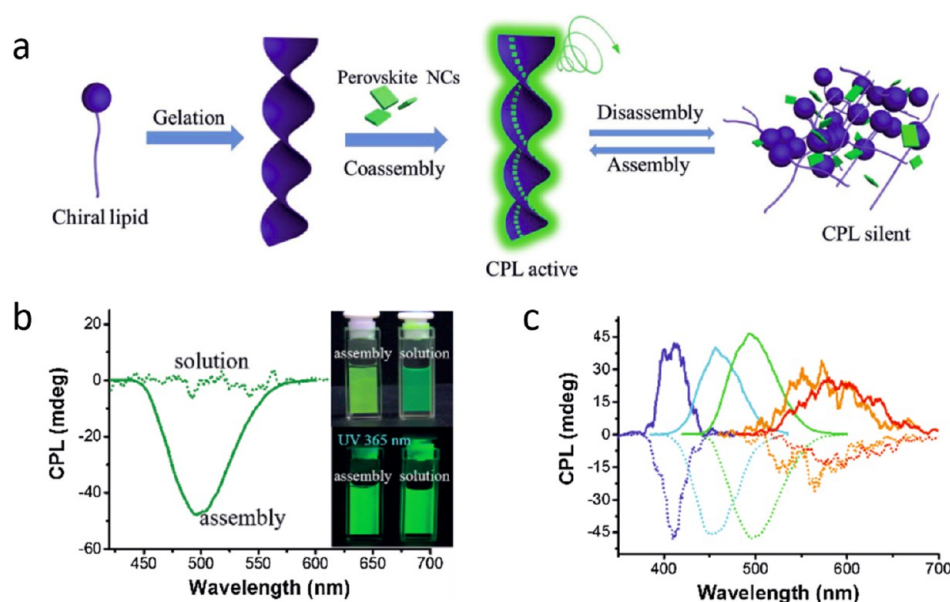 a
Chiral lipid
Gelation
Perovskite NCs
Coassembly
CPL active
Disassembly
Assembly
CPL silent
b
CPL (mdeg)
20
0
-20
-40
-60
solution
assembly
assembly solution
UV 365 nm
assembly solution
450 500 550 600 650 700
Wavelength (nm)
c
CPL (mdeg)
45
30
15
0
-15
-30
-45
400 500 600 700
Wavelength (nm)